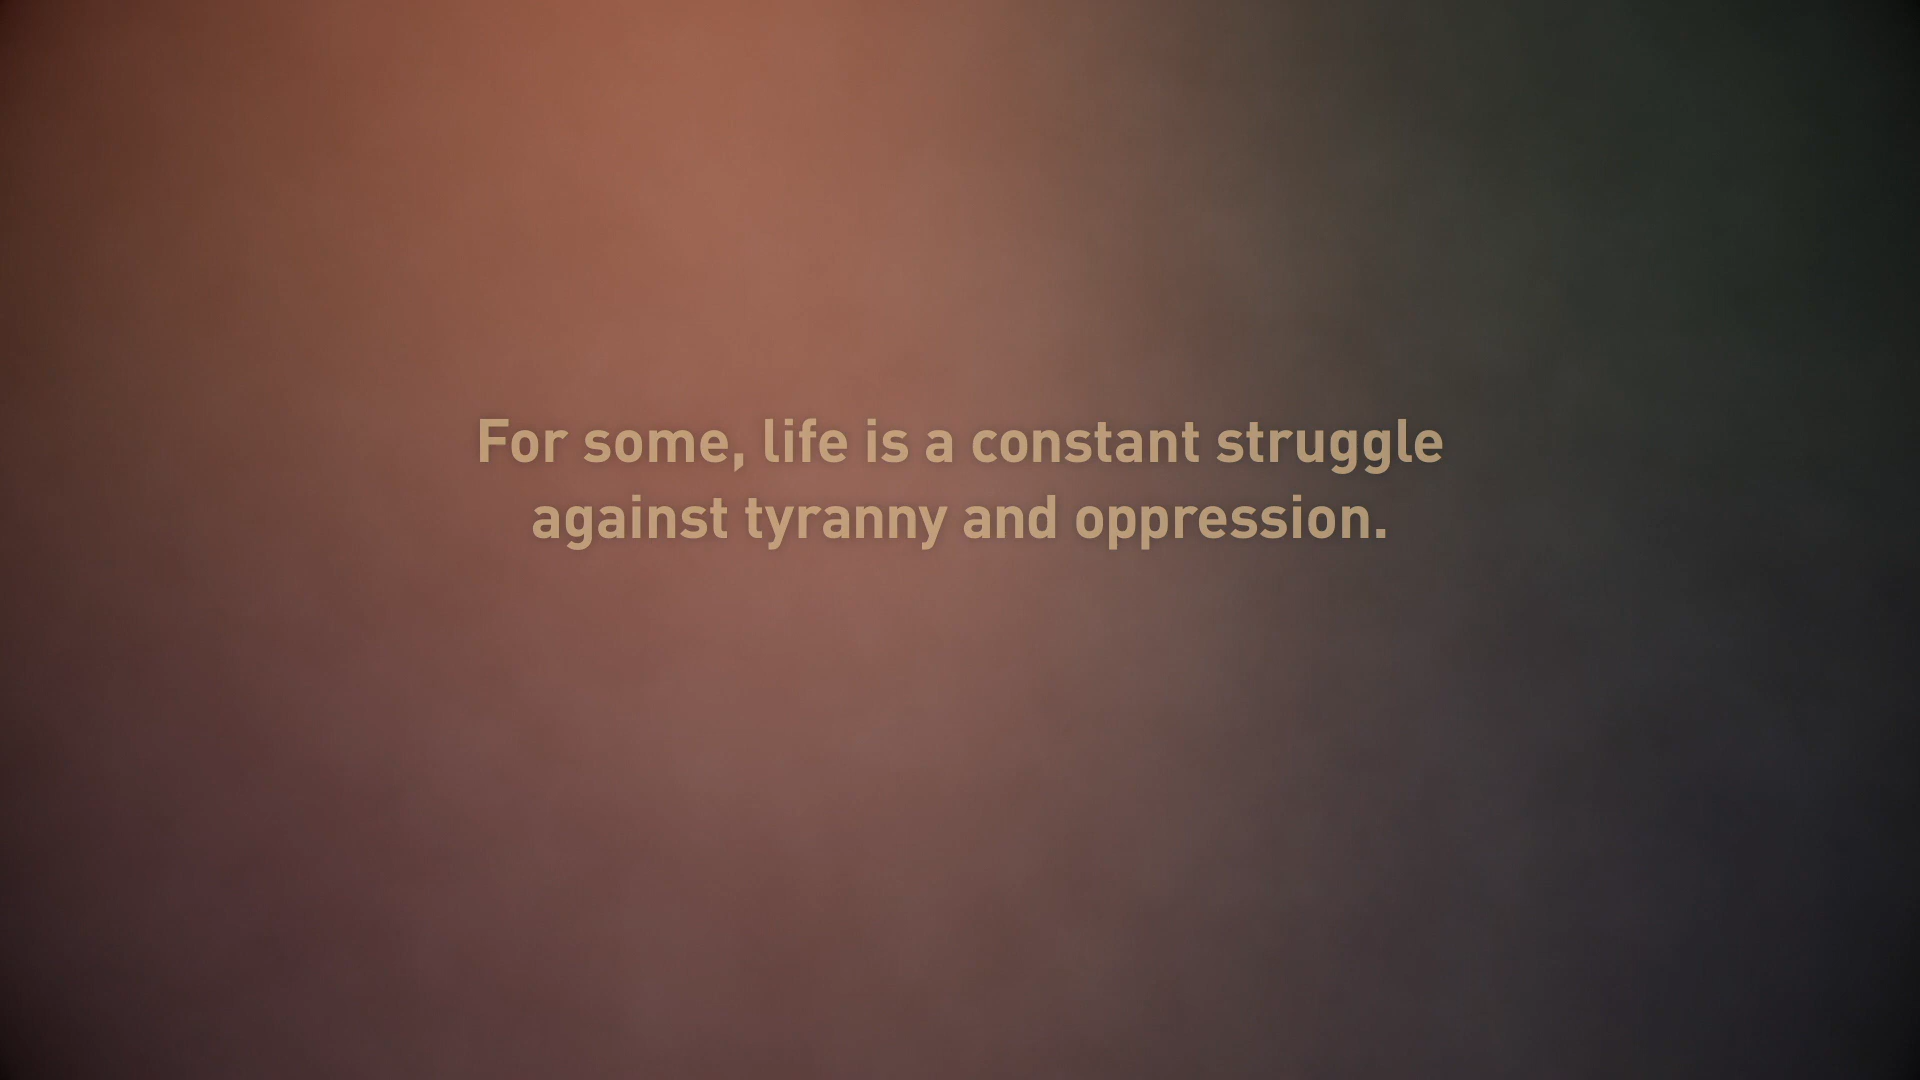 For some, life is a constant struggle
against tyranny and oppression.